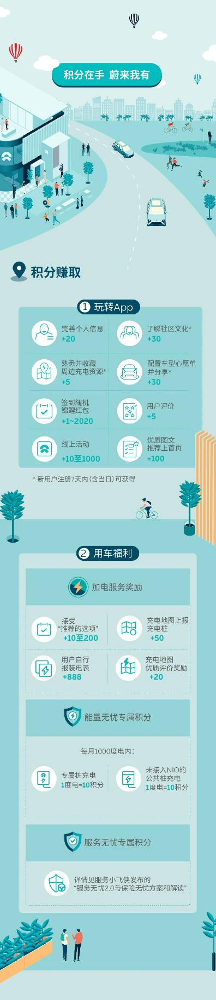 积分在手 蔚来我有
积分赚取
1 玩转App
完善个人信息
+20
了解社区文化*
+30
熟悉并收藏
周边充电资源*
+5
配置车型心愿单
并分享*
+30
签到随机
锦鲤红包
+1~2020
用户评价
+5
线上活动
+10至1000
优质图文
推荐上首页
+100
* 新用户注册7天内(含当日)可获得
2 用车福利
加电服务奖励
接受
“推荐的选项”
+10至200
充电地图上报
充电桩
+50
用户自行
报装电表
+888
充电地图
优质评价奖励
+20
能量无忧专属积分
每月1000度电内:
专属桩充电
1度电=10积分
未接入NIO的
公共桩充电
1度电=10积分
服务无忧专属积分
详情见服务小飞侠发布的
“服务无忧2.0与保险无忧方案和解读”